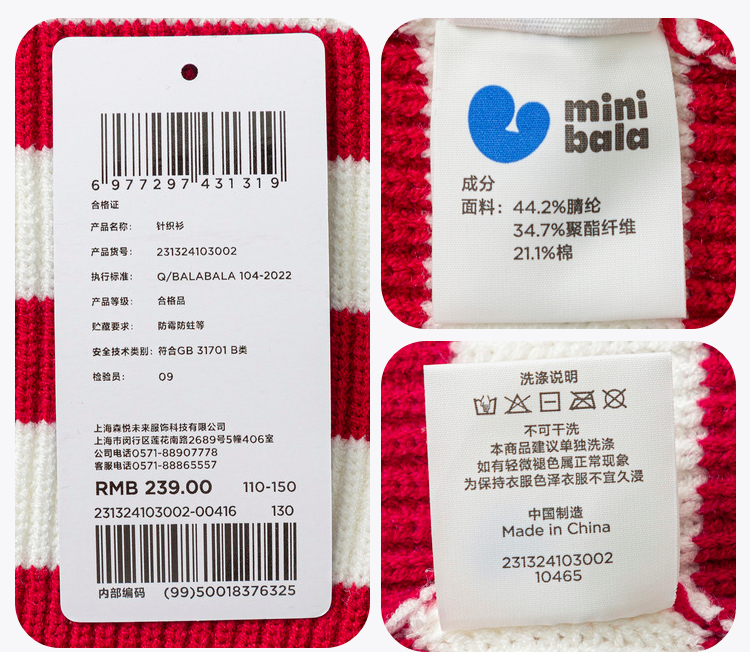 6 977297 431319
合格证
产品名称: 针织衫
产品货号: 231324103002
执行标准: Q/BALABALA 104-2022
产品等级: 合格品
贮藏要求: 防霉防蛀等
安全技术类别: 符合GB 31701 B类
检验员: 09
上海森悦未来服饰科技有限公司
上海市闵行区莲花南路2689号5幢406室
公司电话0571-88907778
客服电话0571-88865557
RMB 239.00 110-150
231324103002-00416 130
内部编码 (99)50018376325
mini
bala
成分
面料: 44.2%腈纶
34.7%聚酯纤维
21.1%棉
洗涤说明
不可干洗
本商品建议单独洗涤
如有轻微褪色属正常现象
为保持衣服色泽衣服不宜久浸
中国制造
Made in China
231324103002
10465